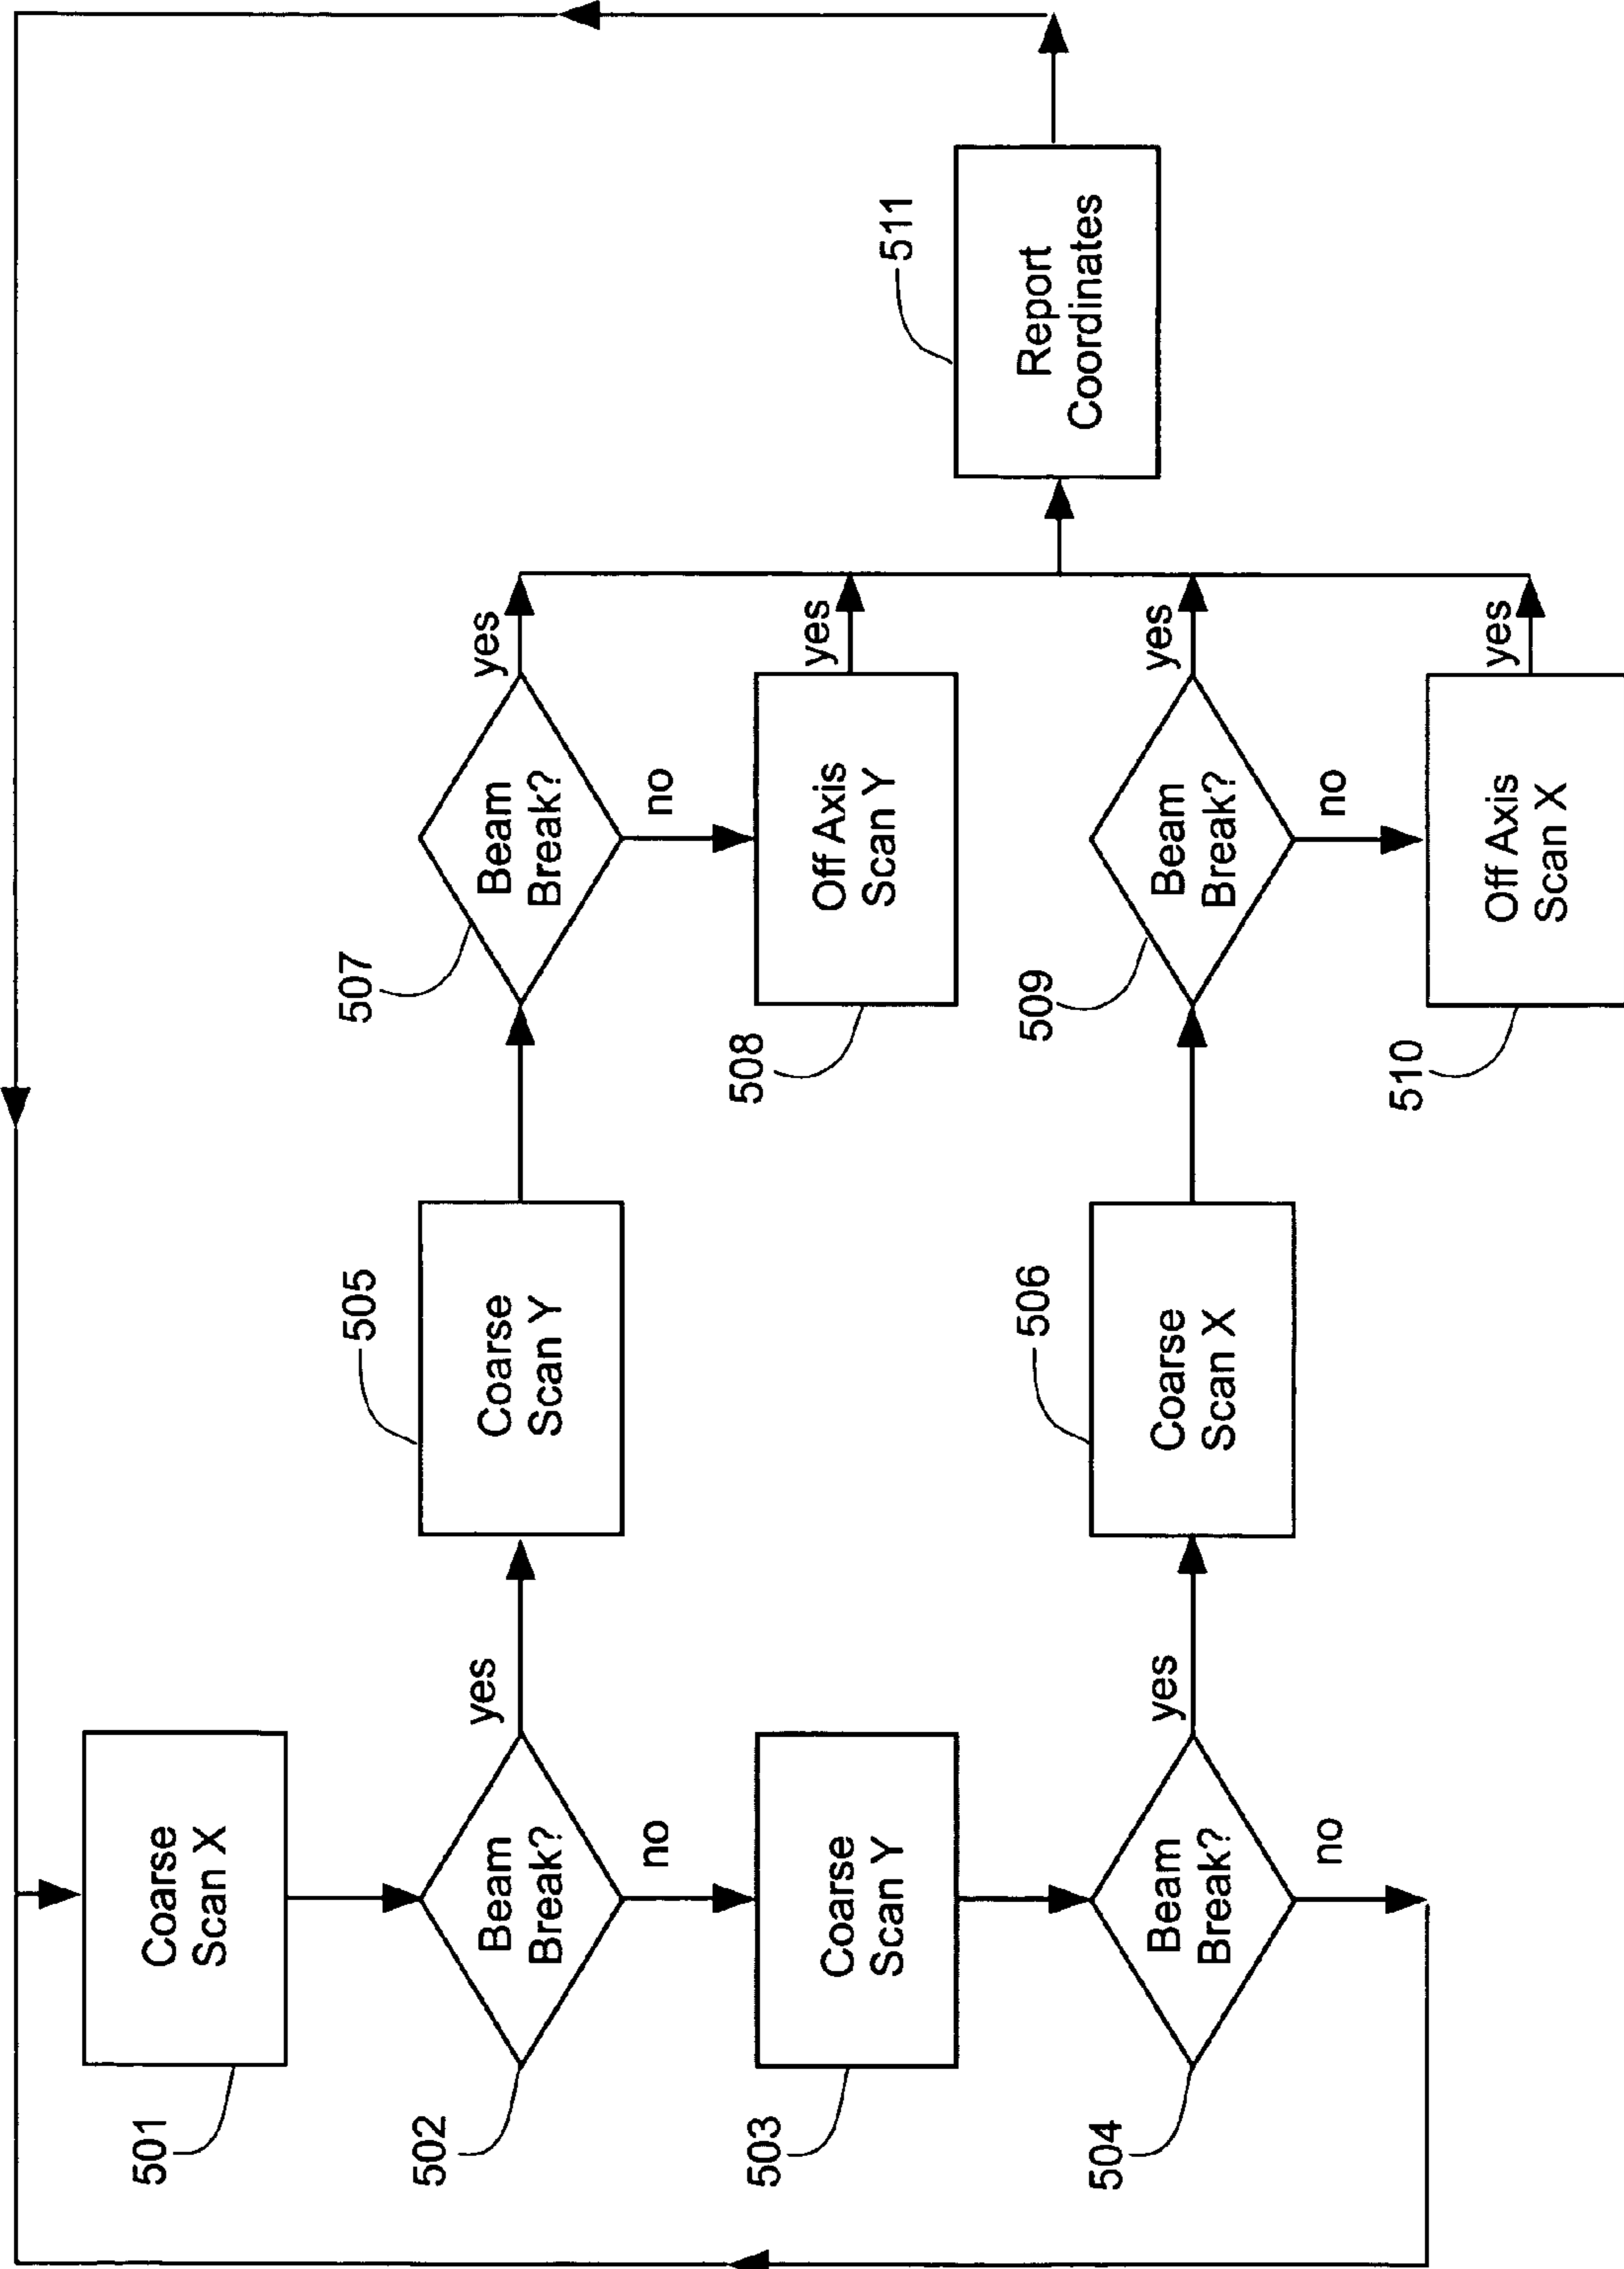 501
Coarse
Scan X
502
Beam
Break?
yes
no
503
Coarse
Scan Y
504
Beam
Break?
yes
no
505
Coarse
Scan Y
506
Coarse
Scan X
507
Beam
Break?
yes
no
508
Off Axis
Scan Y
yes
509
Beam
Break?
yes
no
510
Off Axis
Scan X
yes
511
Report
Coordinates